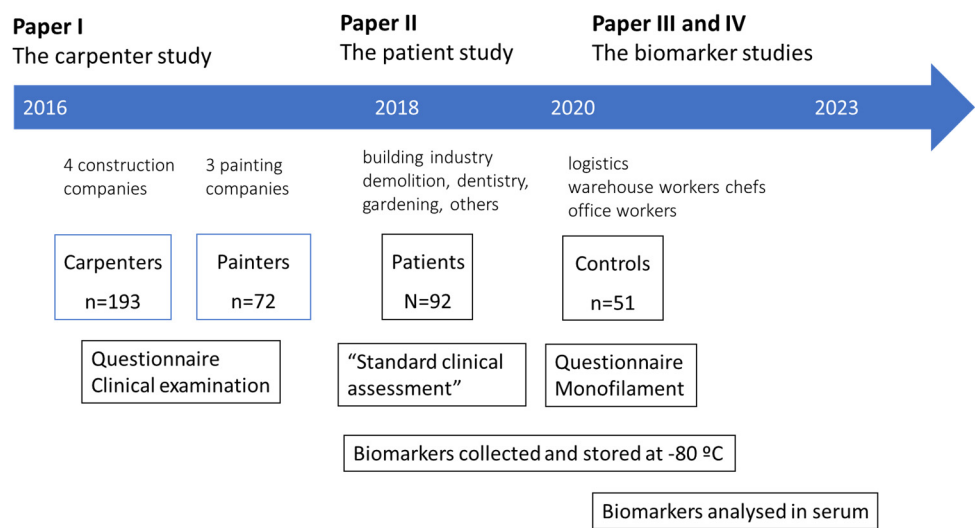 Paper I
The carpenter study
Paper II
The patient study
Paper III and IV
The biomarker studies
2016
2018
2020
2023
4 construction
companies
3 painting
companies
building industry
demolition, dentistry,
gardening, others
logistics
warehouse workers chefs
office workers
Carpenters
n=193
Painters
n=72
Patients
N=92
Controls
n=51
Questionnaire
Clinical examination
“Standard clinical
assessment”
Questionnaire
Monofilament
Biomarkers collected and stored at -80 ºC
Biomarkers analysed in serum